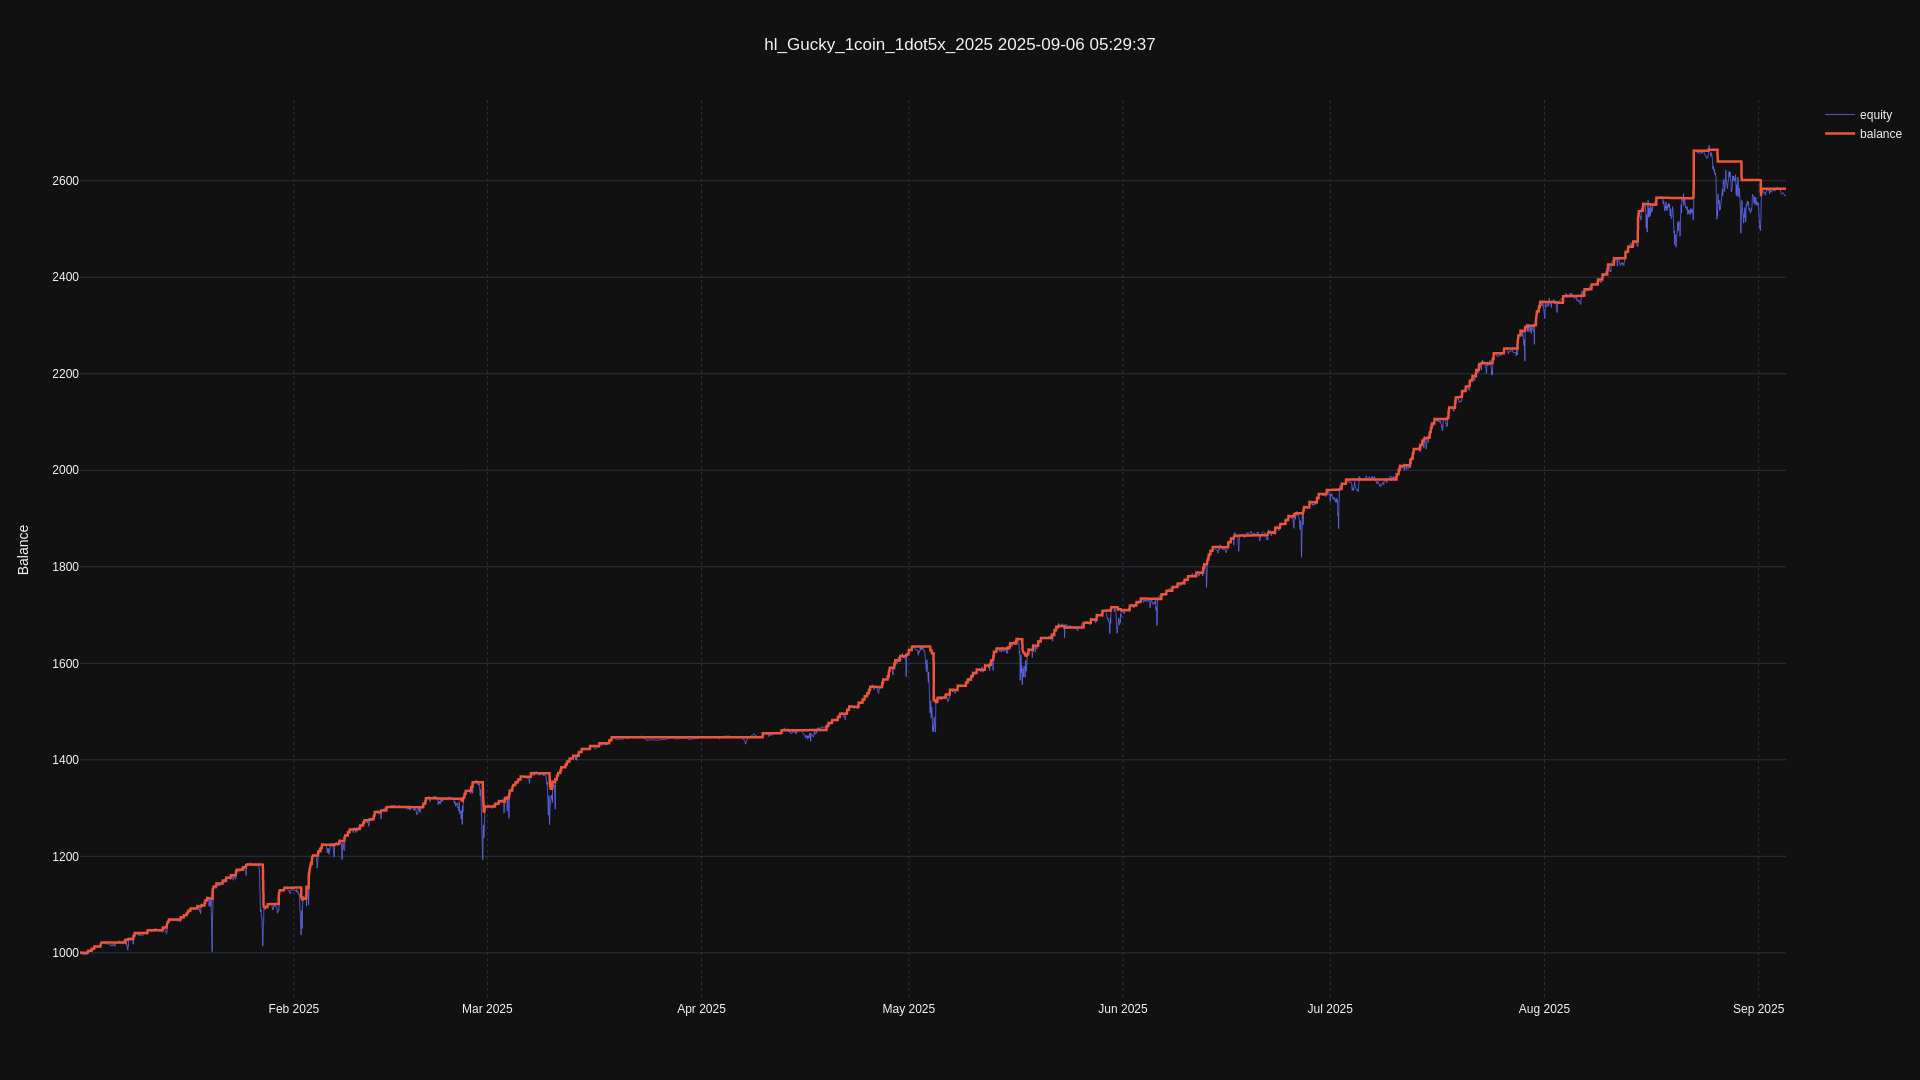 hl_Gucky_1coin_1dot5x_2025 2025-09-06 05:29:37
equity
balance
2600
2400
2200
2000
1800
1600
1400
1200
1000
Balance
Feb 2025
Mar 2025
Apr 2025
May 2025
Jun 2025
Jul 2025
Aug 2025
Sep 2025